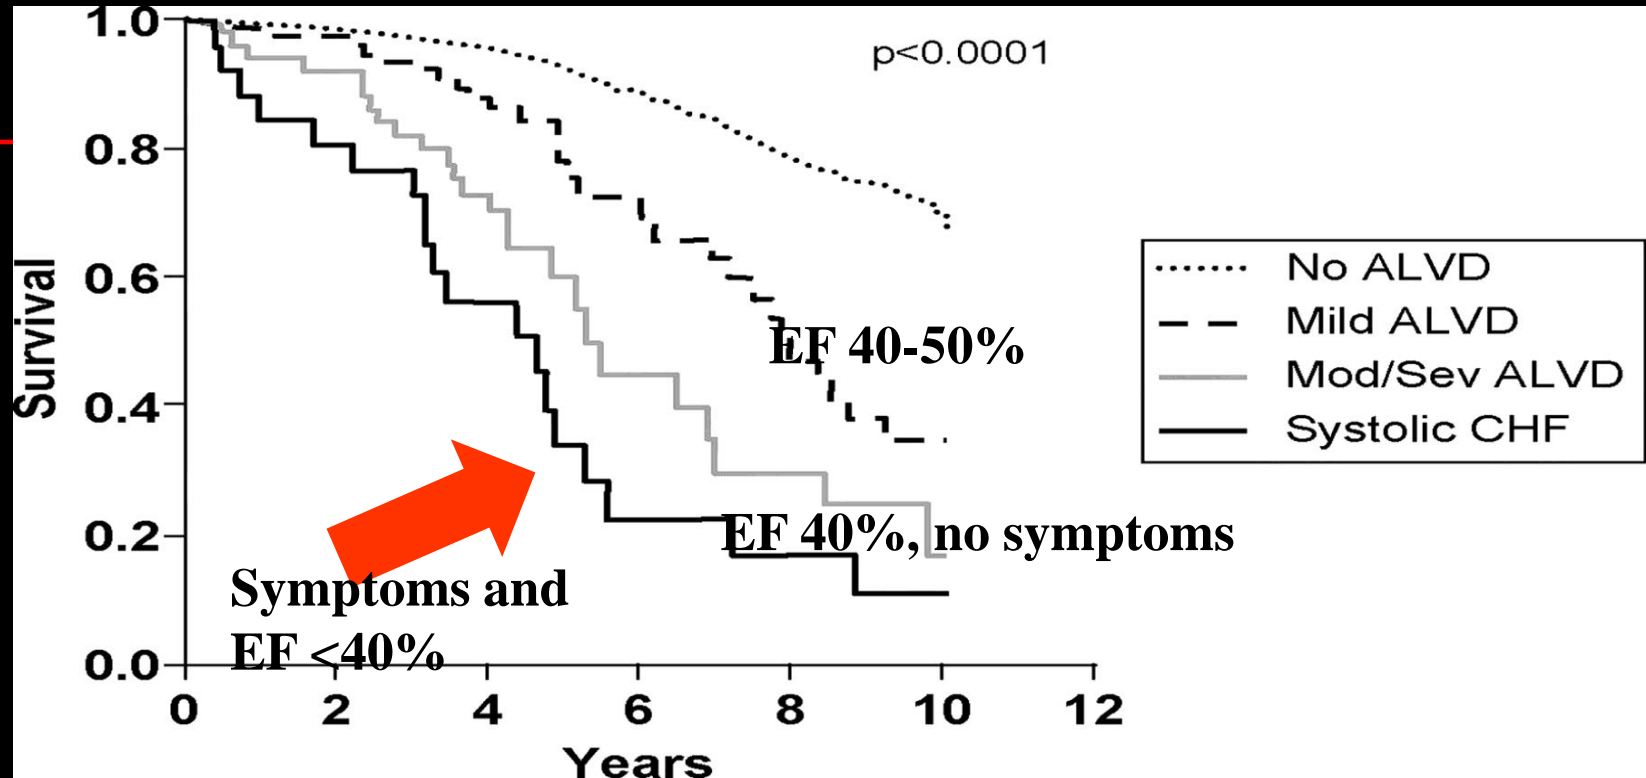 1.0
p<0.0001
0.8
No ALVD
0.6
Mild ALVD
Survival
EF 40-50%
Mod/Sev ALVD
0.4
Systolic CHF
0.2
EF 40%, no symptoms
Symptoms and
EF <40%
0.0
0 2 4 6 8 10 12
Years